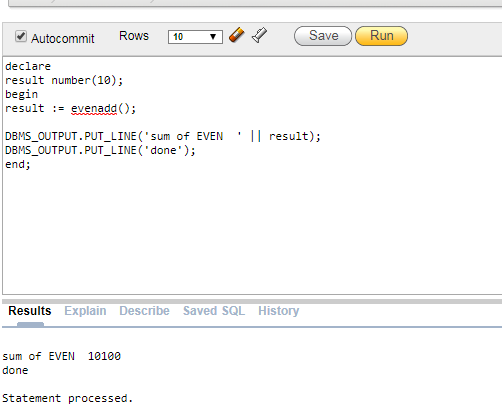 Autocommit Rows 10 Save Run
declare
result number(10);
begin
result := evenadd();
DBMS_OUTPUT.PUT_LINE('sum of EVEN  ' || result);
DBMS_OUTPUT.PUT_LINE('done');
end;
Results Explain Describe Saved SQL History
sum of EVEN  10100
done
Statement processed.